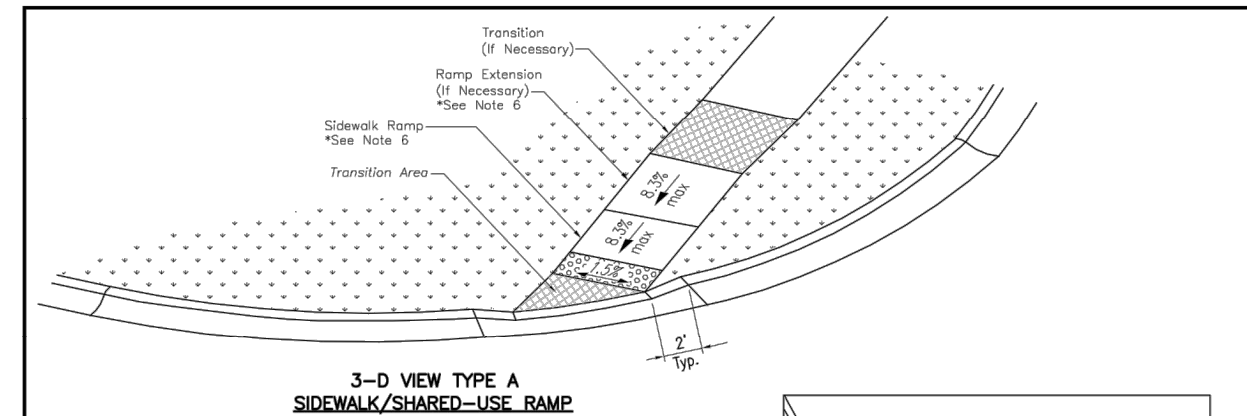 Transition
(If Necessary)
Ramp Extension
(If Necessary)
*See Note 6
Sidewalk Ramp
*See Note 6
Transition Area
8.3%
max
8.3%
max
1.5%
2'
Typ.
3-D VIEW TYPE A
SIDEWALK/SHARED-USE RAMP